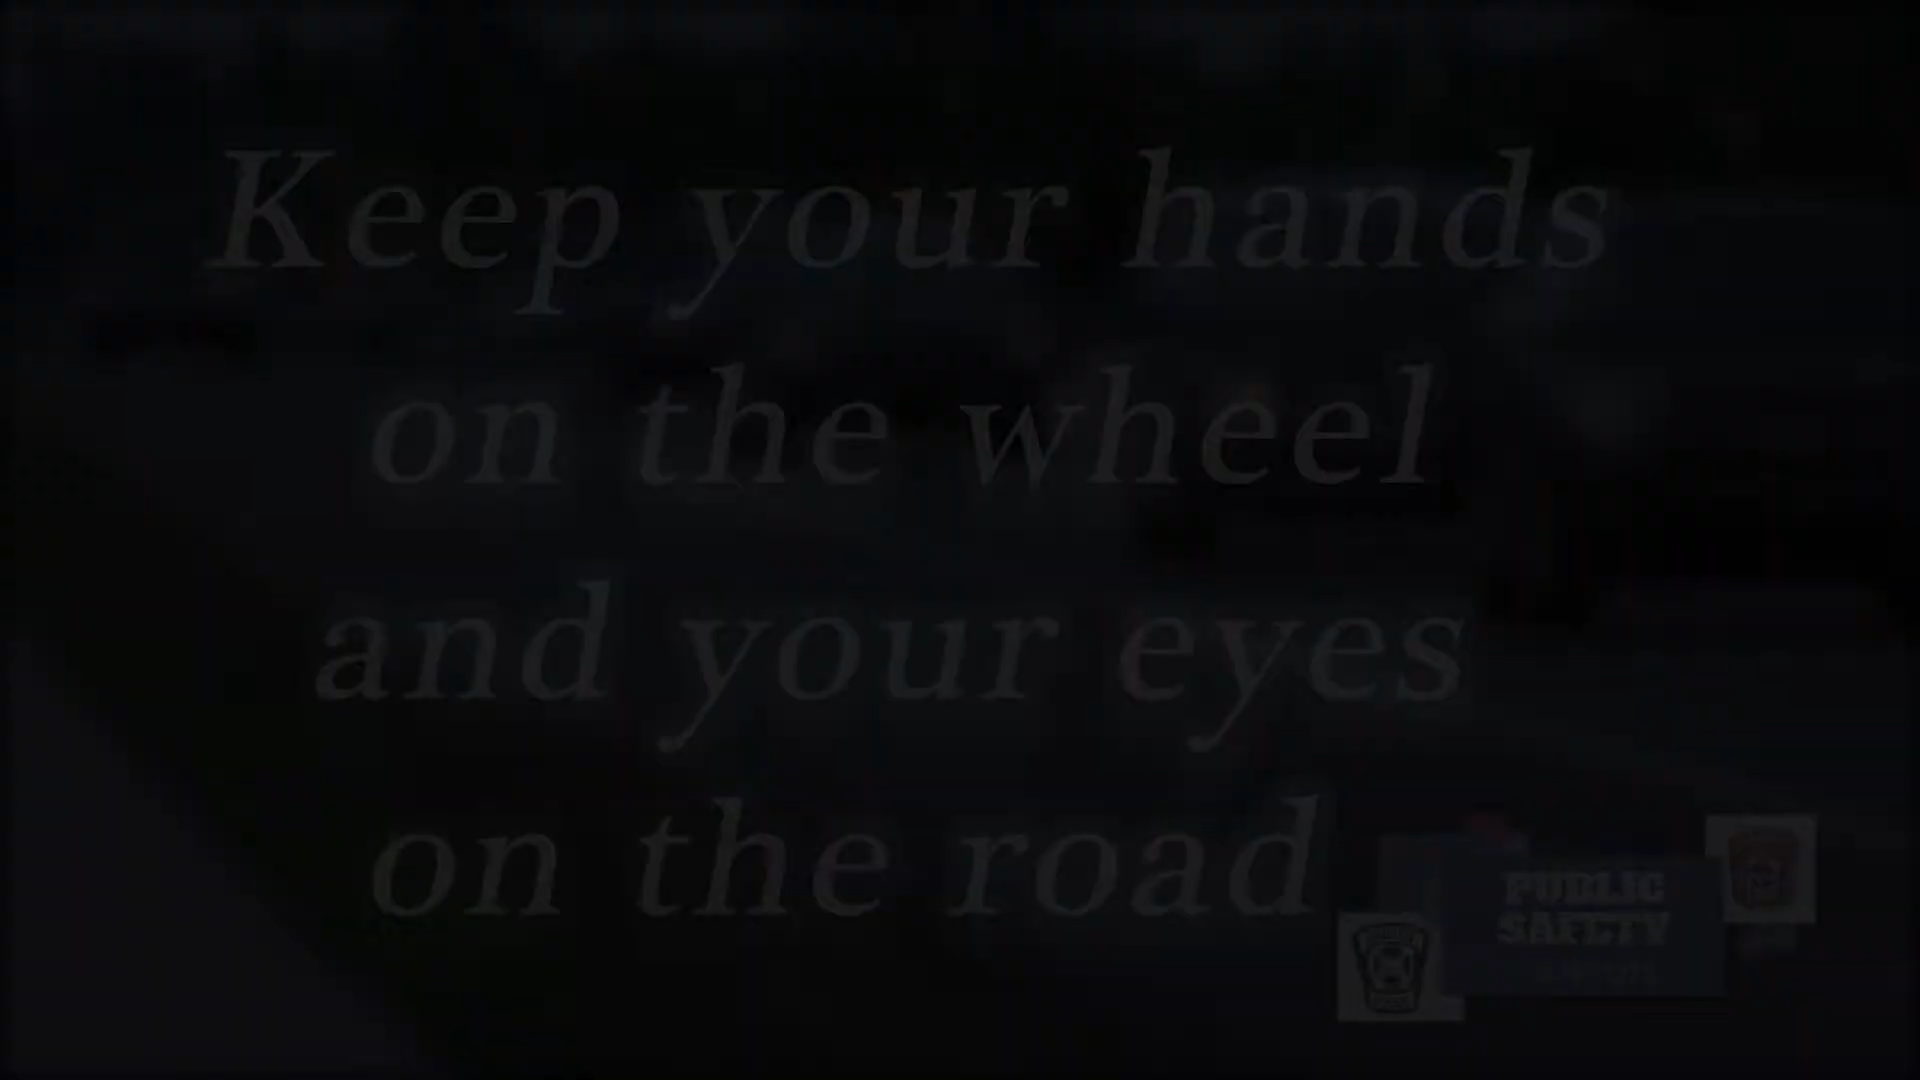 Keep your hands
on the wheel
and your eyes
on the road
PUBLIC
SAFETY